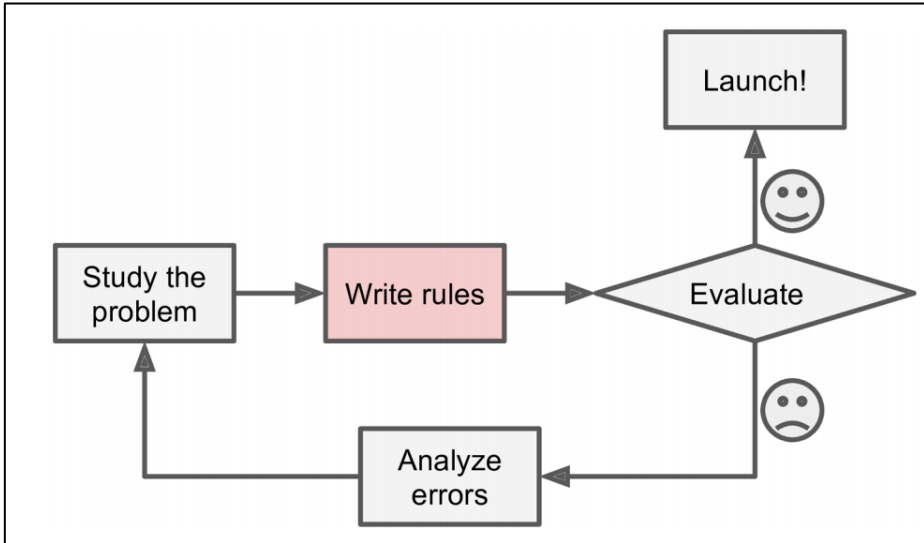 Launch!
Study the
problem
Write rules
Evaluate
Analyze
errors